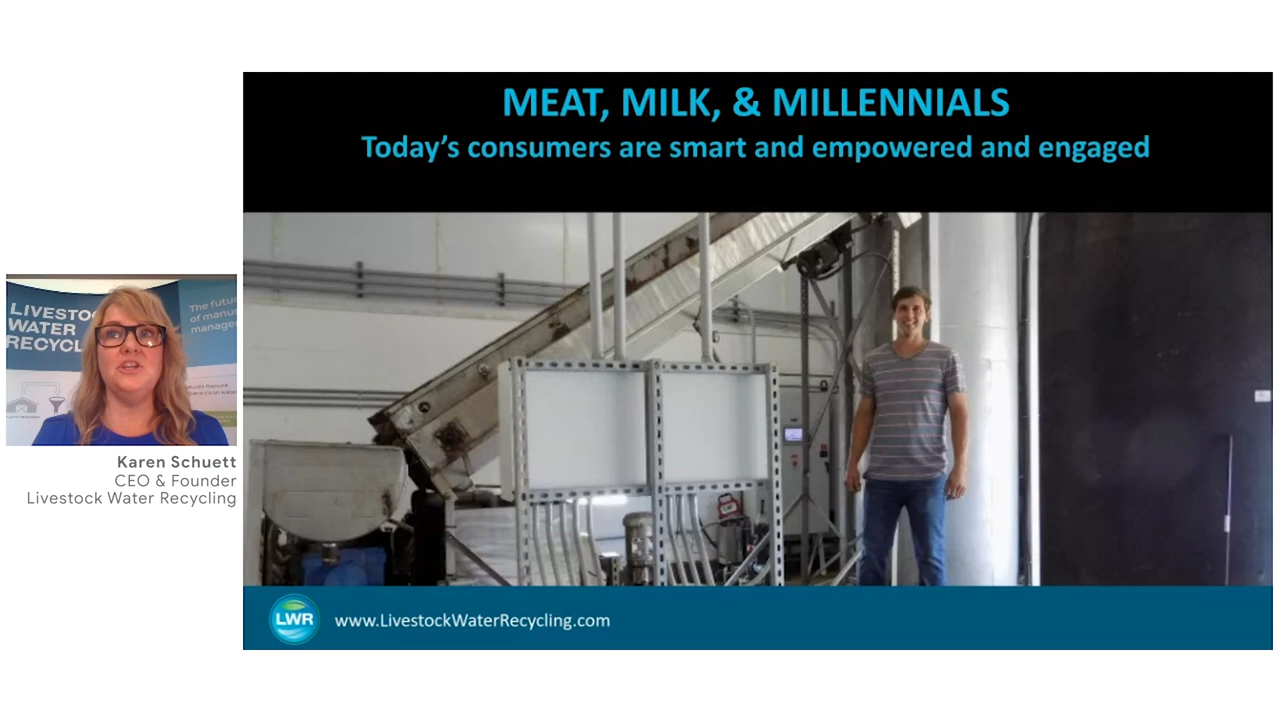 MEAT, MILK, & MILLENNIALS
Today's consumers are smart and empowered and engaged
LIVESTO
WATER
RECYCL
The futu
of manu
manage
Karen Schuett
CEO & Founder
Livestock Water Recycling
LWR
www.LivestockWaterRecycling.com